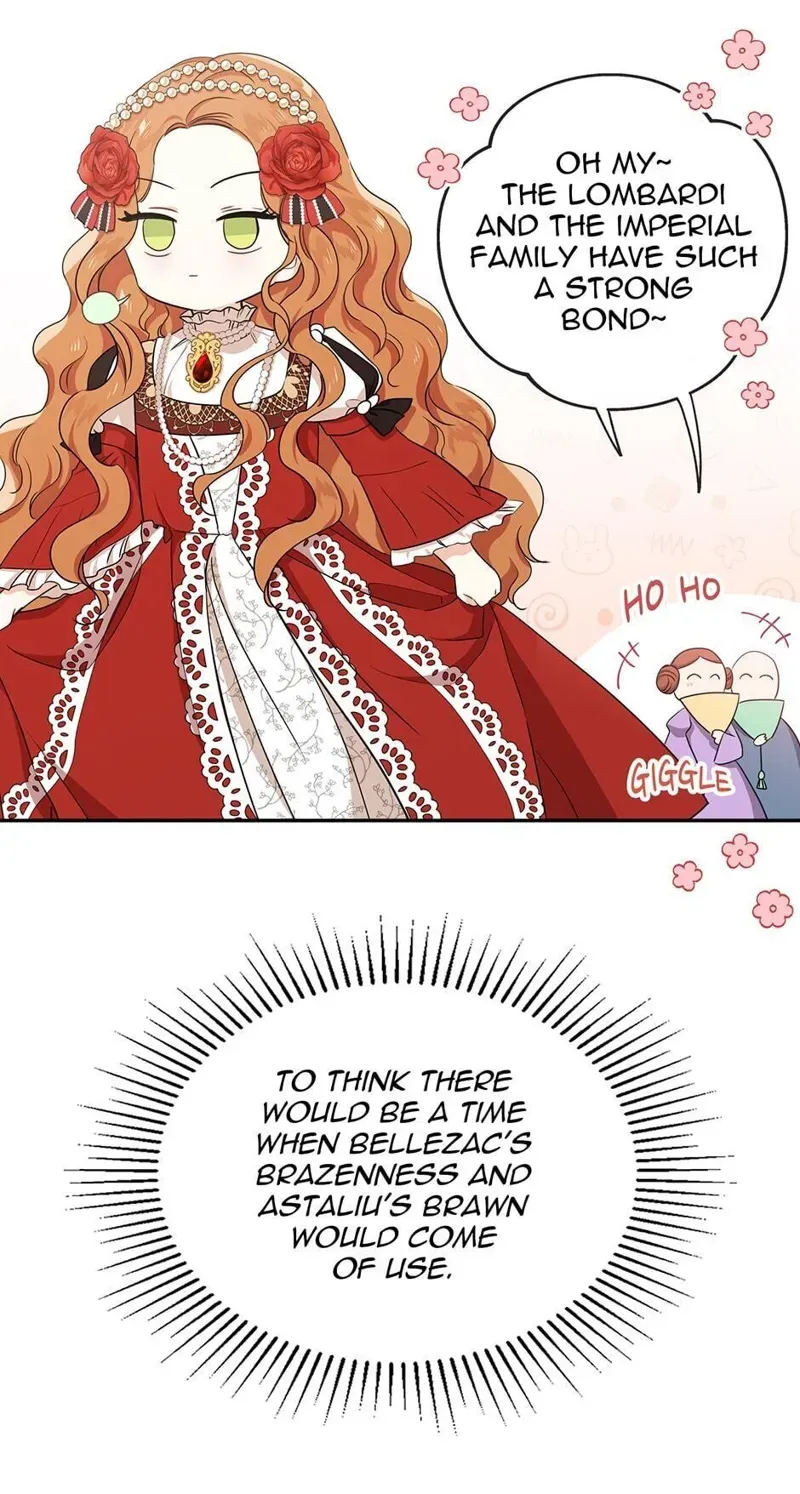 OH MY~
THE LOMBARDI
AND THE IMPERIAL
FAMILY HAVE SUCH
A STRONG
BOND~
HO HO
GIGGLE
TO THINK THERE
WOULD BE A TIME
WHEN BELLEZAC'S
BRAZENNESS AND
ASTALIU'S BRAWN
WOULD COME
OF USE.